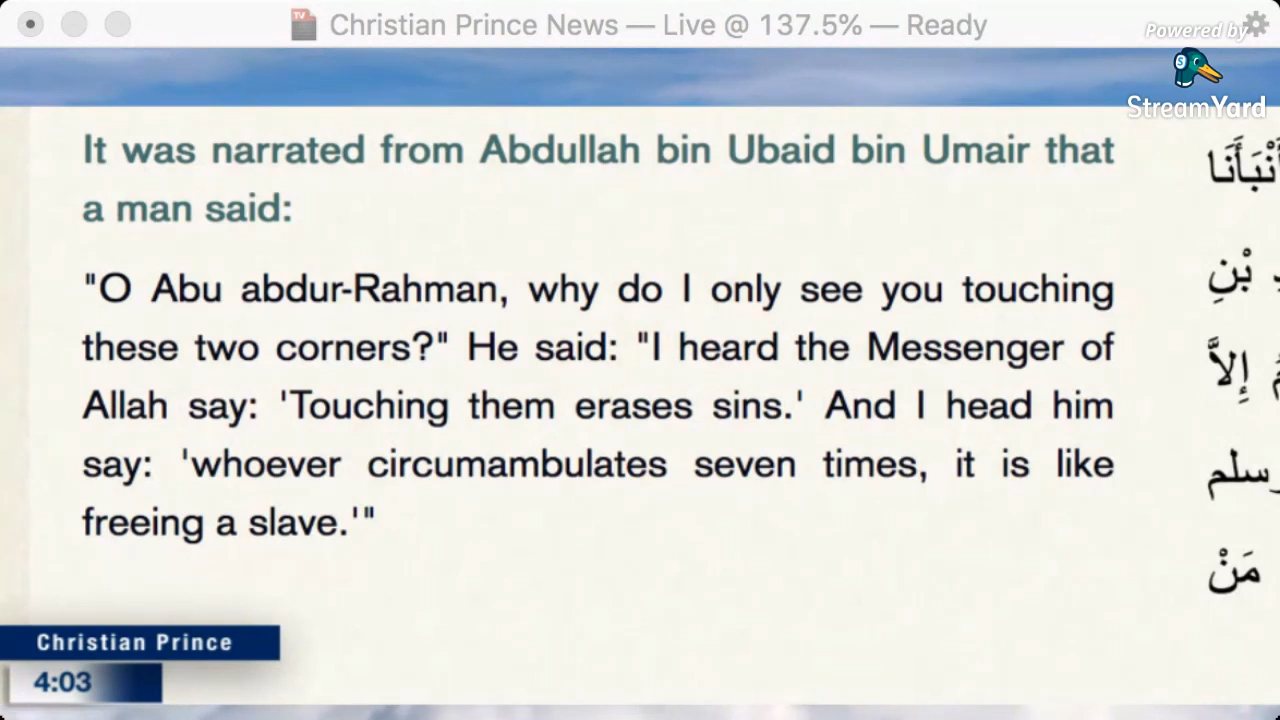 Christian Prince News — Live @ 137.5% — Ready
Powered by
StreamYard
It was narrated from Abdullah bin Ubaid bin Umair that
a man said:
"O Abu abdur-Rahman, why do I only see you touching
these two corners?" He said: "I heard the Messenger of
Allah say: 'Touching them erases sins.' And I head him
say: 'whoever circumambulates seven times, it is like
freeing a slave.'"
أَنْبَأَنَا
بْنِ
إِلاَّ
وسلم
مَنْ
Christian Prince
4:03